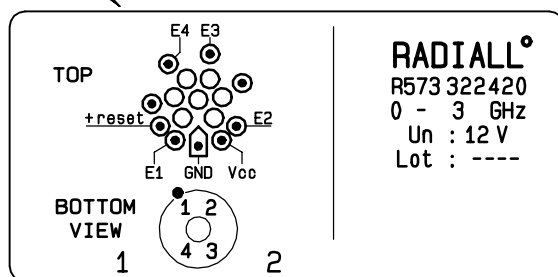 E4 E3
TOP
+reset
E2
E1 GND Vcc
BOTTOM
VIEW
1 2
4 3
1 2
RADIALL°
R573 322420
0 - 3 GHz
Un : 12 V
Lot : ----